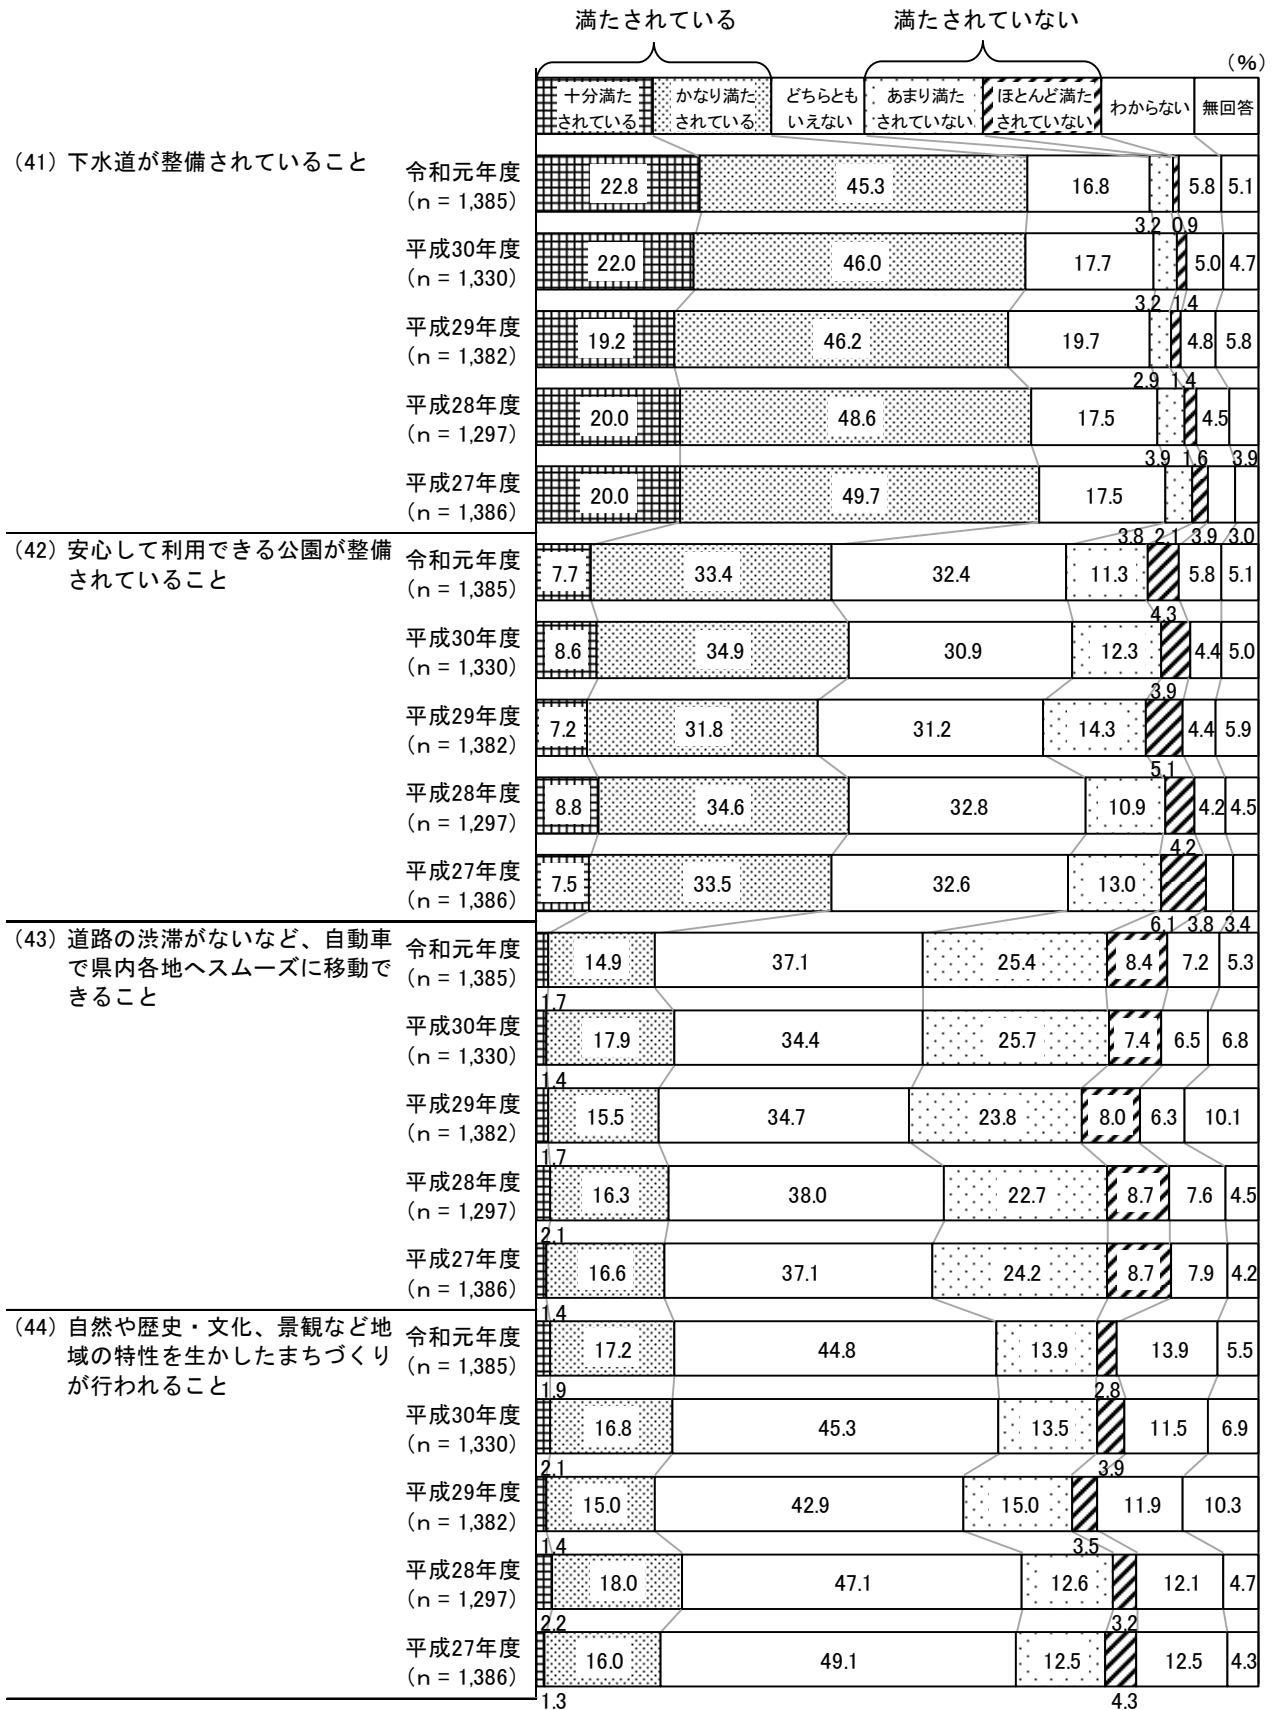 満たされている 満たされていない
(%)
十分満た かなり満た どちらとも あまり満た ほとんど満た わからない 無回答
されている されている いえない されていない されていない
(41) 下水道が整備されていること 令和元年度
22.8 45.3 16.8 5.8 5.1
(n = 1,385)
3.2 0.9
平成30年度
22.0 46.0 17.7 5.0 4.7
(n = 1,330)
3.2 1.4
平成29年度
19.2 46.2 19.7 4.8 5.8
(n = 1,382)
2.9 1.4
平成28年度
20.0 48.6 17.5 4.5
(n = 1,297)
3.9 1.6 3.9
平成27年度
20.0 49.7 17.5
(n = 1,386)
3.8 2.1 3.9 3.0
(42) 安心して利用できる公園が整備 令和元年度
されていること 7.7 33.4 32.4 11.3 5.8 5.1
(n = 1,385)
4.3
平成30年度
8.6 34.9 30.9 12.3 4.4 5.0
(n = 1,330)
3.9
平成29年度
7.2 31.8 31.2 14.3 4.4 5.9
(n = 1,382)
5.1
平成28年度
8.8 34.6 32.8 10.9 4.2 4.5
(n = 1,297)
4.2
平成27年度
7.5 33.5 32.6 13.0
(n = 1,386)
6.1 3.8 3.4
(43) 道路の渋滞がないなど、自動車 令和元年度
で県内各地へスムーズに移動で 14.9 37.1 25.4 8.4 7.2 5.3
きること (n = 1,385)
1.7
平成30年度
17.9 34.4 25.7 7.4 6.5 6.8
(n = 1,330)
1.4
平成29年度
15.5 34.7 23.8 8.0 6.3 10.1
(n = 1,382)
1.7
平成28年度
16.3 38.0 22.7 8.7 7.6 4.5
(n = 1,297)
2.1
平成27年度
16.6 37.1 24.2 8.7 7.9 4.2
(n = 1,386)
1.4
(44) 自然や歴史・文化、景観など地 令和元年度
域の特性を生かしたまちづくり 17.2 44.8 13.9 13.9 5.5
が行われること (n = 1,385)
1.9 2.8
平成30年度
16.8 45.3 13.5 11.5 6.9
(n = 1,330)
2.1 3.9
平成29年度
15.0 42.9 15.0 11.9 10.3
(n = 1,382)
1.4 3.5
平成28年度
18.0 47.1 12.6 12.1 4.7
(n = 1,297)
2.2 3.2
平成27年度
16.0 49.1 12.5 12.5 4.3
(n = 1,386)
1.3 4.3